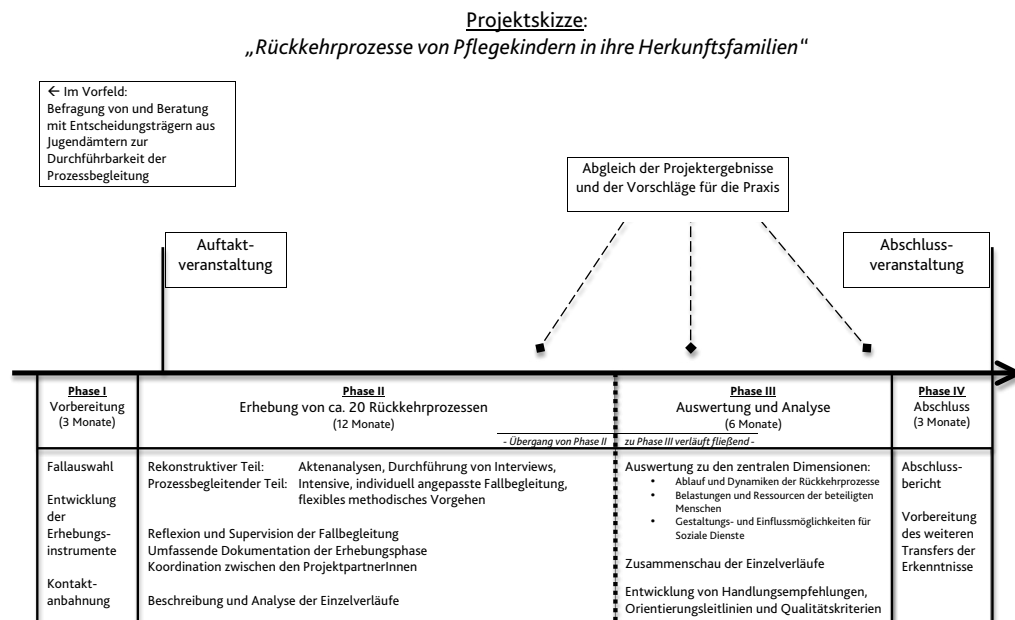 Projektskizze:
„Rückkehrprozesse von Pflegekindern in ihre Herkunftsfamilien“
← Im Vorfeld:
Befragung von und Beratung
mit Entscheidungsträgern aus
Jugendämtern zur
Durchführbarkeit der
Prozessbegleitung
Abgleich der Projektergebnisse
und der Vorschläge für die Praxis
Auftakt-
veranstaltung
Abschluss-
veranstaltung
Phase I
Vorbereitung
(3 Monate)
Phase II
Erhebung von ca. 20 Rückkehrprozessen
(12 Monate)
- Übergang von Phase II
Phase III
Auswertung und Analyse
(6 Monate)
zu Phase III verläuft fließend -
Phase IV
Abschluss
(3 Monate)
Fallauswahl
Entwicklung
der
Erhebungs-
instrumente
Kontakt-
anbahnung
Rekonstruktiver Teil: Aktenanalysen, Durchführung von Interviews,
Prozessbegleitender Teil: Intensive, individuell angepasste Fallbegleitung,
flexibles methodisches Vorgehen
Reflexion und Supervision der Fallbegleitung
Umfassende Dokumentation der Erhebungsphase
Koordination zwischen den ProjektpartnerInnen
Beschreibung und Analyse der Einzelverläufe
Auswertung zu den zentralen Dimensionen:
• Ablauf und Dynamiken der Rückkehrprozesse
• Belastungen und Ressourcen der beteiligten
Menschen
• Gestaltungs- und Einflussmöglichkeiten für
Soziale Dienste
Zusammenschau der Einzelverläufe
Entwicklung von Handlungsempfehlungen,
Orientierungsleitlinien und Qualitätskriterien
Abschluss-
bericht
Vorbereitung
des weiteren
Transfers der
Erkenntnisse